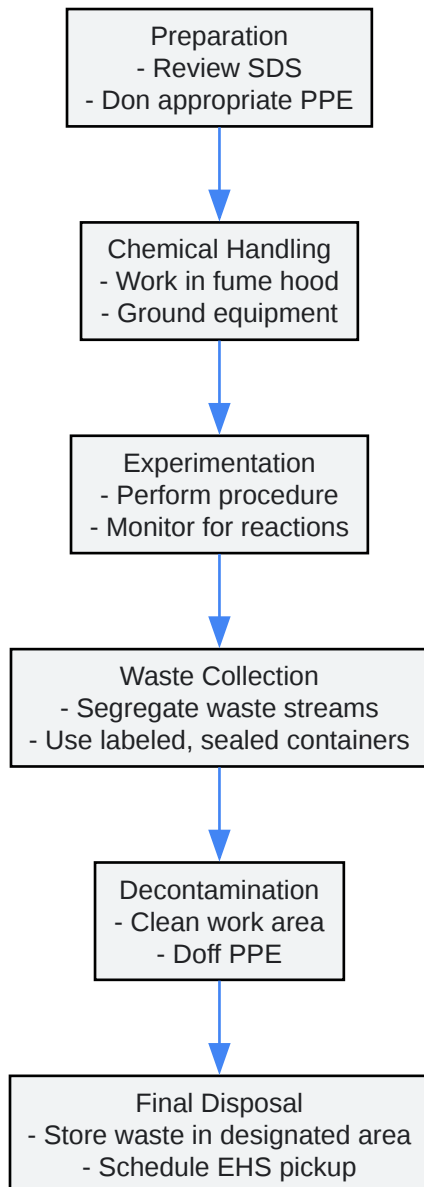 Preparation
- Review SDS
- Don appropriate PPE
Chemical Handling
- Work in fume hood
- Ground equipment
Experimentation
- Perform procedure
- Monitor for reactions
Waste Collection
- Segregate waste streams
- Use labeled, sealed containers
Decontamination
- Clean work area
- Doff PPE
Final Disposal
- Store waste in designated area
- Schedule EHS pickup